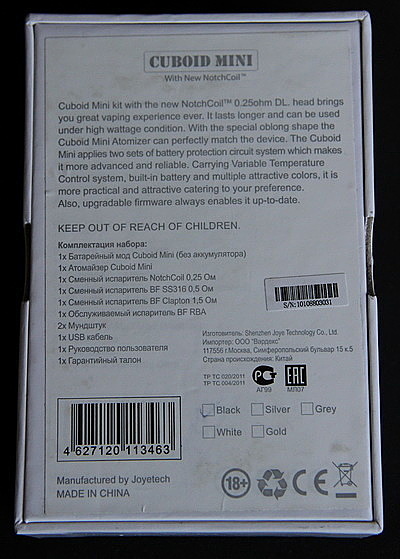 CUBOID MINI
With New NotchCoil™
Cuboid Mini kit with the new NotchCoil™ 0.25ohm DL. head brings
you great vaping experience ever. It lasts longer and can be used
under high wattage condition. With the special oblong shape the
Cuboid Mini Atomizer can perfectly match the device. The Cuboid
Mini applies two sets of battery protection circuit system which makes
it more advanced and reliable. Carrying Variable Temperature
Control system, built-in battery and multiple attractive colors, it is
more practical and attractive catering to your preference.
Also, upgradable firmware always enables it up-to-date.
KEEP OUT OF REACH OF CHILDREN.
Комплектация набора:
1x Батарейный мод Cuboid Mini (без аккумулятора)
1x Атомайзер Cuboid Mini
1x Сменный испаритель NotchCoil 0,25 Ом
1x Сменный испаритель BF SS316 0,5 Ом
1x Сменный испаритель BF Clapton 1,5 Ом
1x Обслуживаемый испаритель BF RBA
2x Мундштук
1x USB кабель
1x Руководство пользователя
1x Гарантийный талон
S/N:10108803031
Изготовитель: Shenzhen Joye Technology Co., Ltd.
Импортер: ООО "Вардекс"
117556 г.Москва, Симферопольский бульвар 15 к.5
Страна происхождения: Китай
ТР ТС 020/2011
ТР ТС 004/2011
АГ99
EAC
МЛ07
Black Silver Grey
White Gold
4 627120 113463
Manufactured by Joyetech
MADE IN CHINA
18+
CE